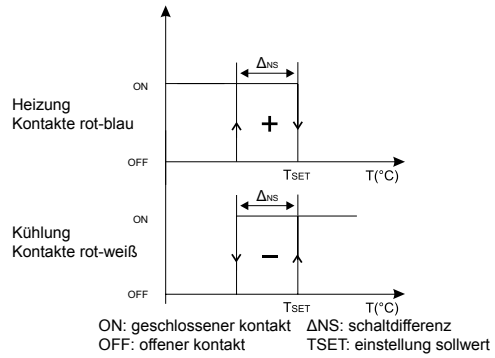 ΔNS
ON
Heizung
Kontakte rot-blau
+
OFF
TSET
T(°C)
ΔNS
ON
Kühlung
Kontakte rot-weiß
−
OFF
TSET
T(°C)
ON: geschlossener kontakt ΔNS: schaltdifferenz
OFF: offener kontakt TSET: einstellung sollwert